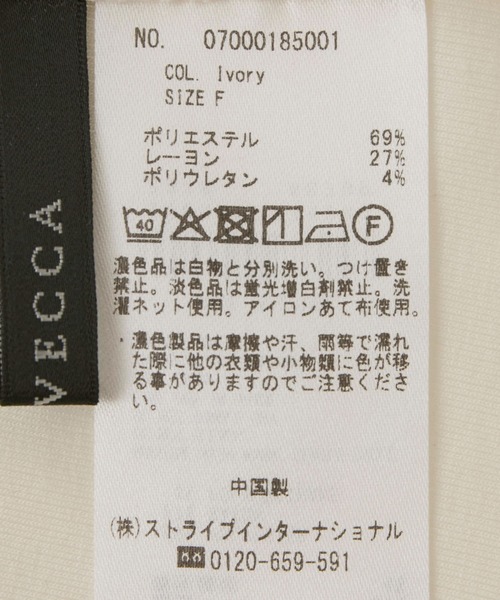 VECCA
NO. 07000185001
COL. Ivory
SIZE F
ポリエステル 69%
レーヨン 27%
ポリウレタン 4%
40 F
濃色品は白物と分別洗い。つけ置き
禁止。淡色品は蛍光増白剤禁止。洗
濯ネット使用。アイロンあて布使用。
・濃色製品は摩擦や汗、雨等で濡れ
た際に他の衣類や小物類に色が移
る事がありますのでご注意くださ
い。
中国製
(株)ストライプインターナショナル
0120-659-591